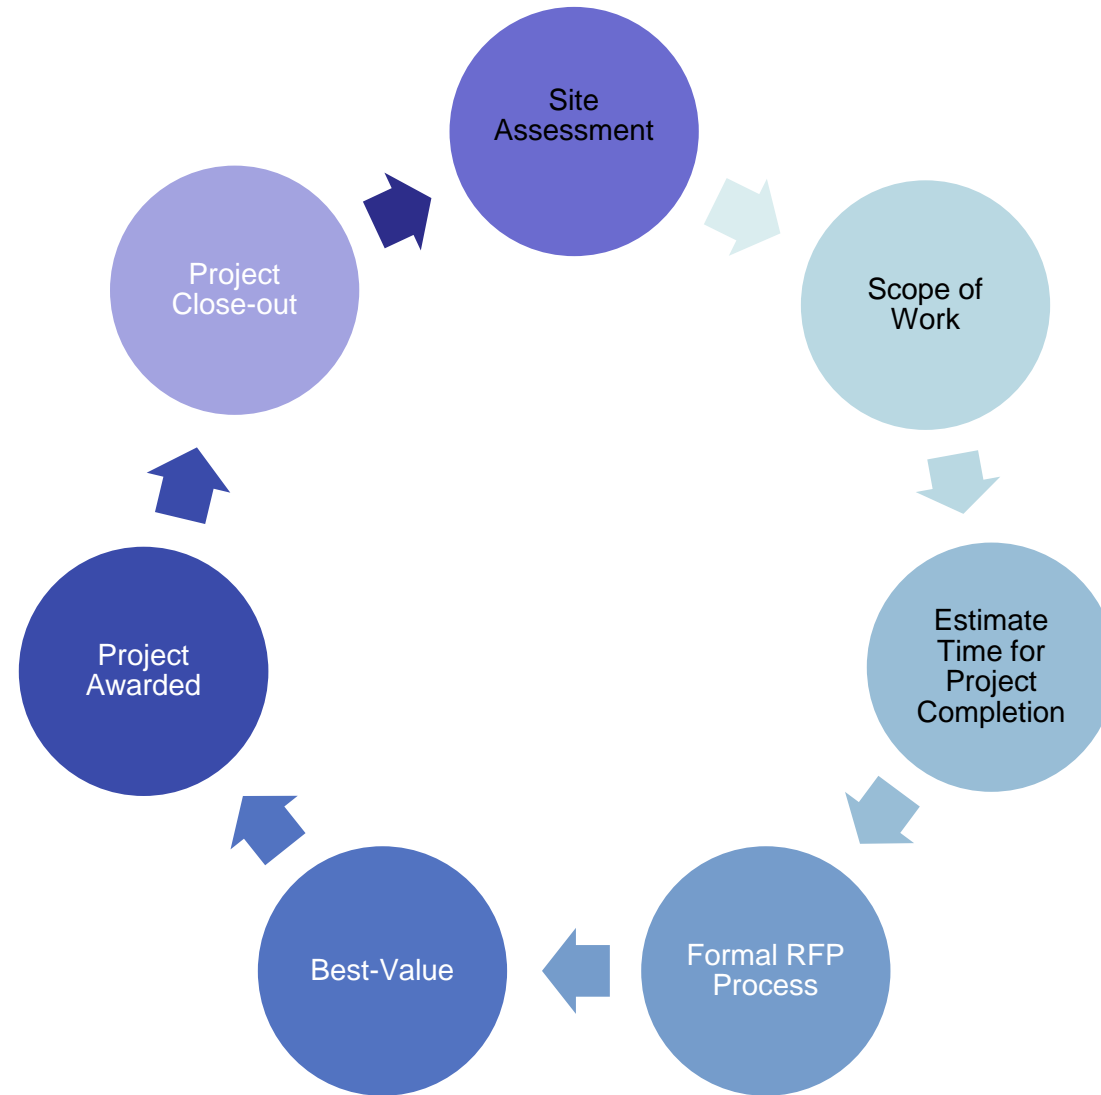 Site
Assessment
Scope of
Work
Estimate
Time for
Project
Completion
Formal RFP
Process
Best-Value
Project
Awarded
Project
Close-out